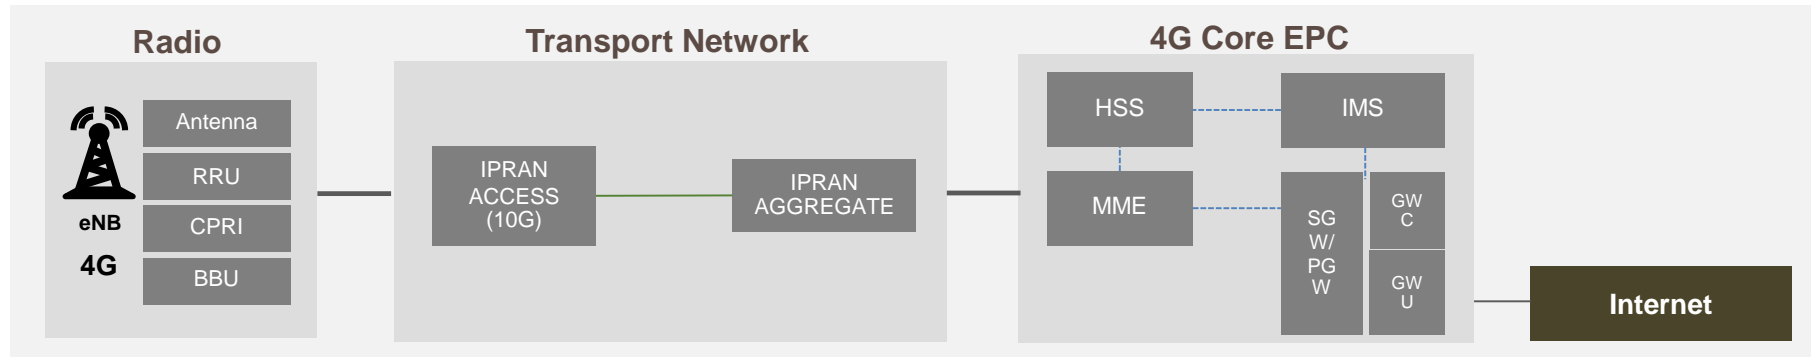 Radio
Transport Network
4G Core EPC
eNB
4G
Antenna
RRU
CPRI
BBU
IPRAN
ACCESS
(10G)
IPRAN
AGGREGATE
HSS
IMS
MME
SG
W/
PG
W
GW
C
GW
U
Internet